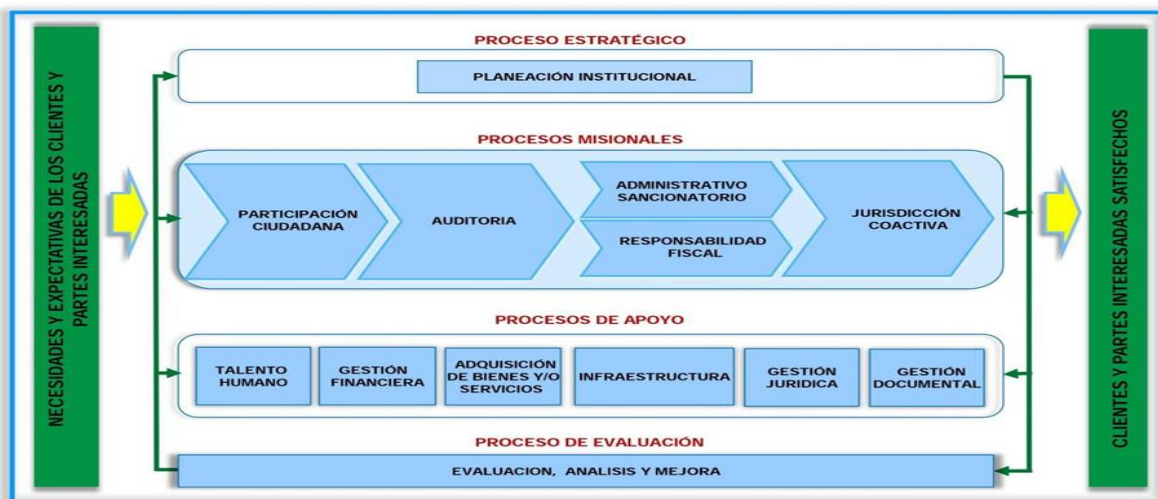 NECESIDADES Y EXPECTATIVAS DE LOS CLIENTES Y
PARTES INTERESADAS
PROCESO ESTRATÉGICO
PLANEACIÓN INSTITUCIONAL
PROCESOS MISIONALES
PARTICIPACIÓN
CIUDADANA
AUDITORIA
ADMINISTRATIVO
SANCIONATORIO
RESPONSABILIDAD
FISCAL
JURISDICCIÓN
COACTIVA
PROCESOS DE APOYO
TALENTO
HUMANO
GESTIÓN
FINANCIERA
ADQUISICIÓN
DE BIENES Y/O
SERVICIOS
INFRAESTRUCTURA
GESTIÓN
JURIDICA
GESTIÓN
DOCUMENTAL
PROCESO DE EVALUACIÓN
EVALUACION, ANALISIS Y MEJORA
CLIENTES Y PARTES INTERESADAS SATISFECHOS